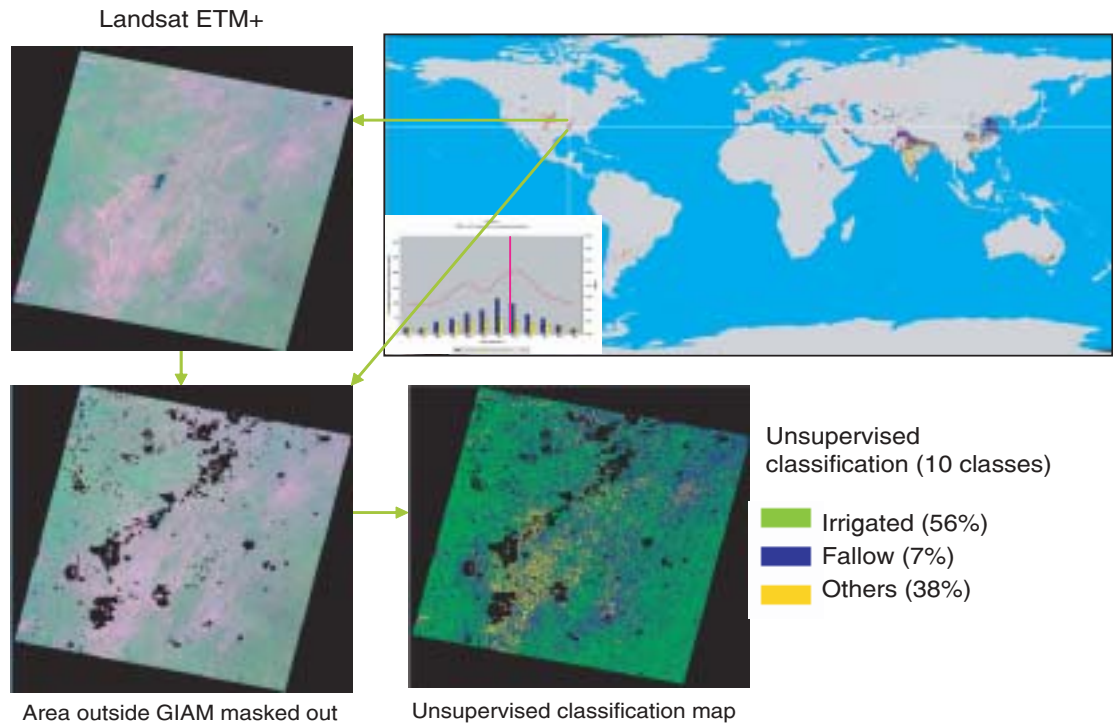 Landsat ETM+
Unsupervised
classification (10 classes)
Irrigated (56%)
Fallow (7%)
Others (38%)
Area outside GIAM masked out
Unsupervised classification map